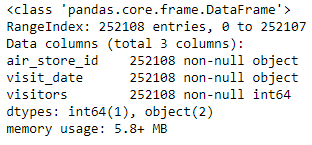 <class 'pandas.core.frame.DataFrame'>
RangeIndex: 252108 entries, 0 to 252107
Data columns (total 3 columns):
air_store_id    252108 non-null object
visit_date      252108 non-null object
visitors        252108 non-null int64
dtypes: int64(1), object(2)
memory usage: 5.8+ MB